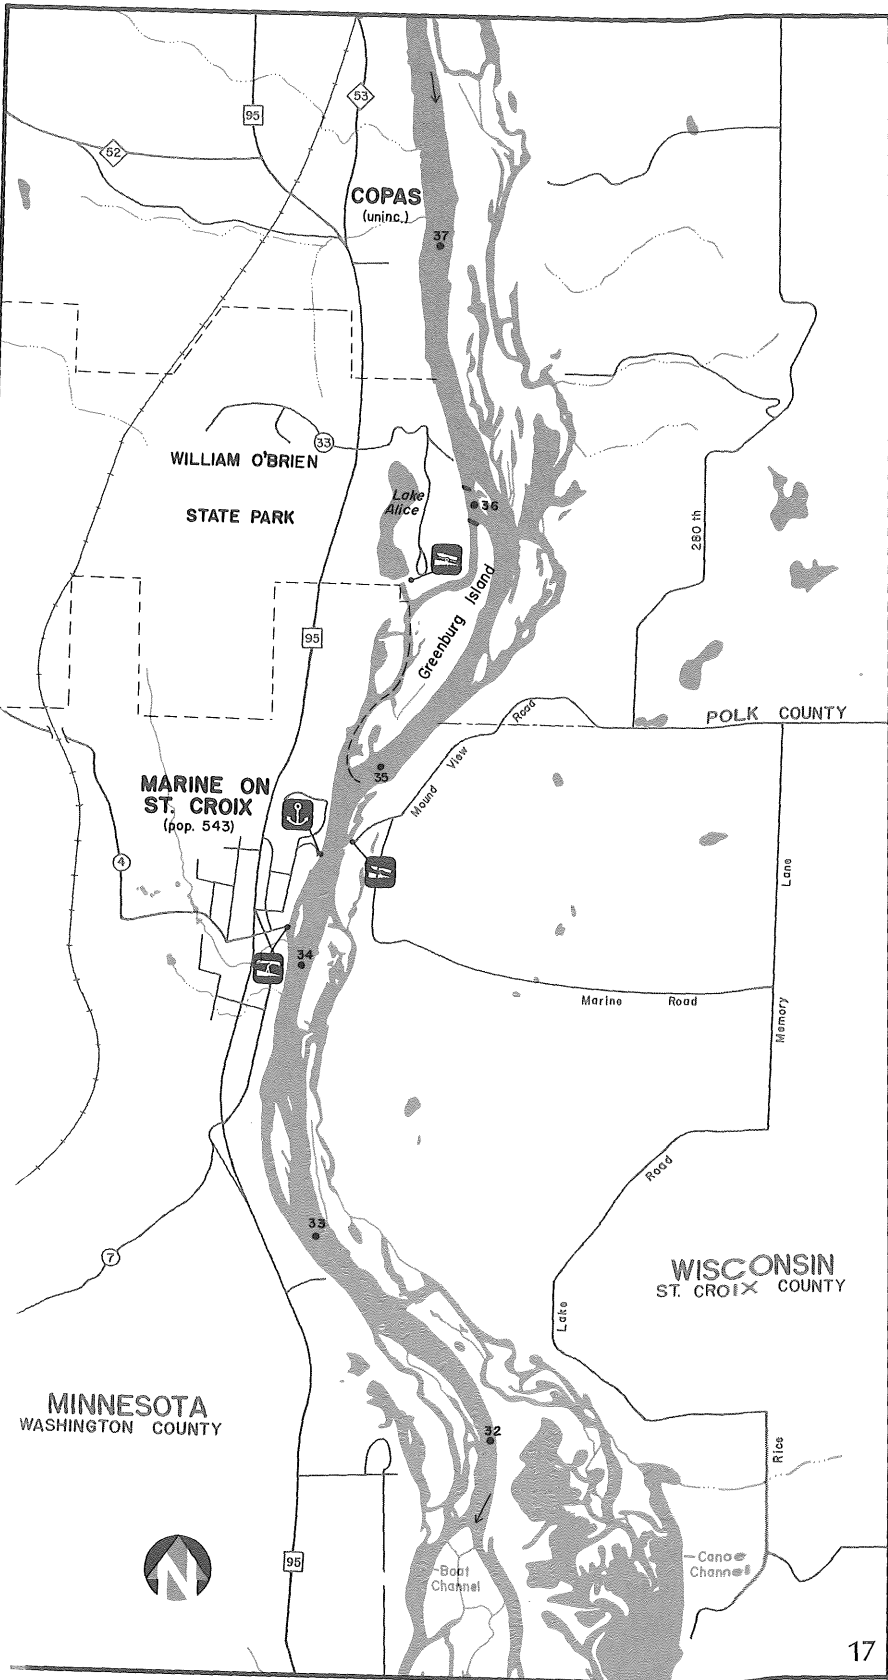 53
95
52
COPAS
(uninc.)
37
33
WILLIAM O'BRIEN
STATE PARK
Lake
Alice
36
280 th
Greenburg Island
95
POLK COUNTY
Mound View Road
35
MARINE ON
ST. CROIX
(pop. 543)
4
Lane
34
Marine Road
Memory
Road
33
7
WISCONSIN
ST. CROIX COUNTY
Lake
MINNESOTA
WASHINGTON COUNTY
32
Rice
N
95
Boat
Channel
Canoe
Channel
17